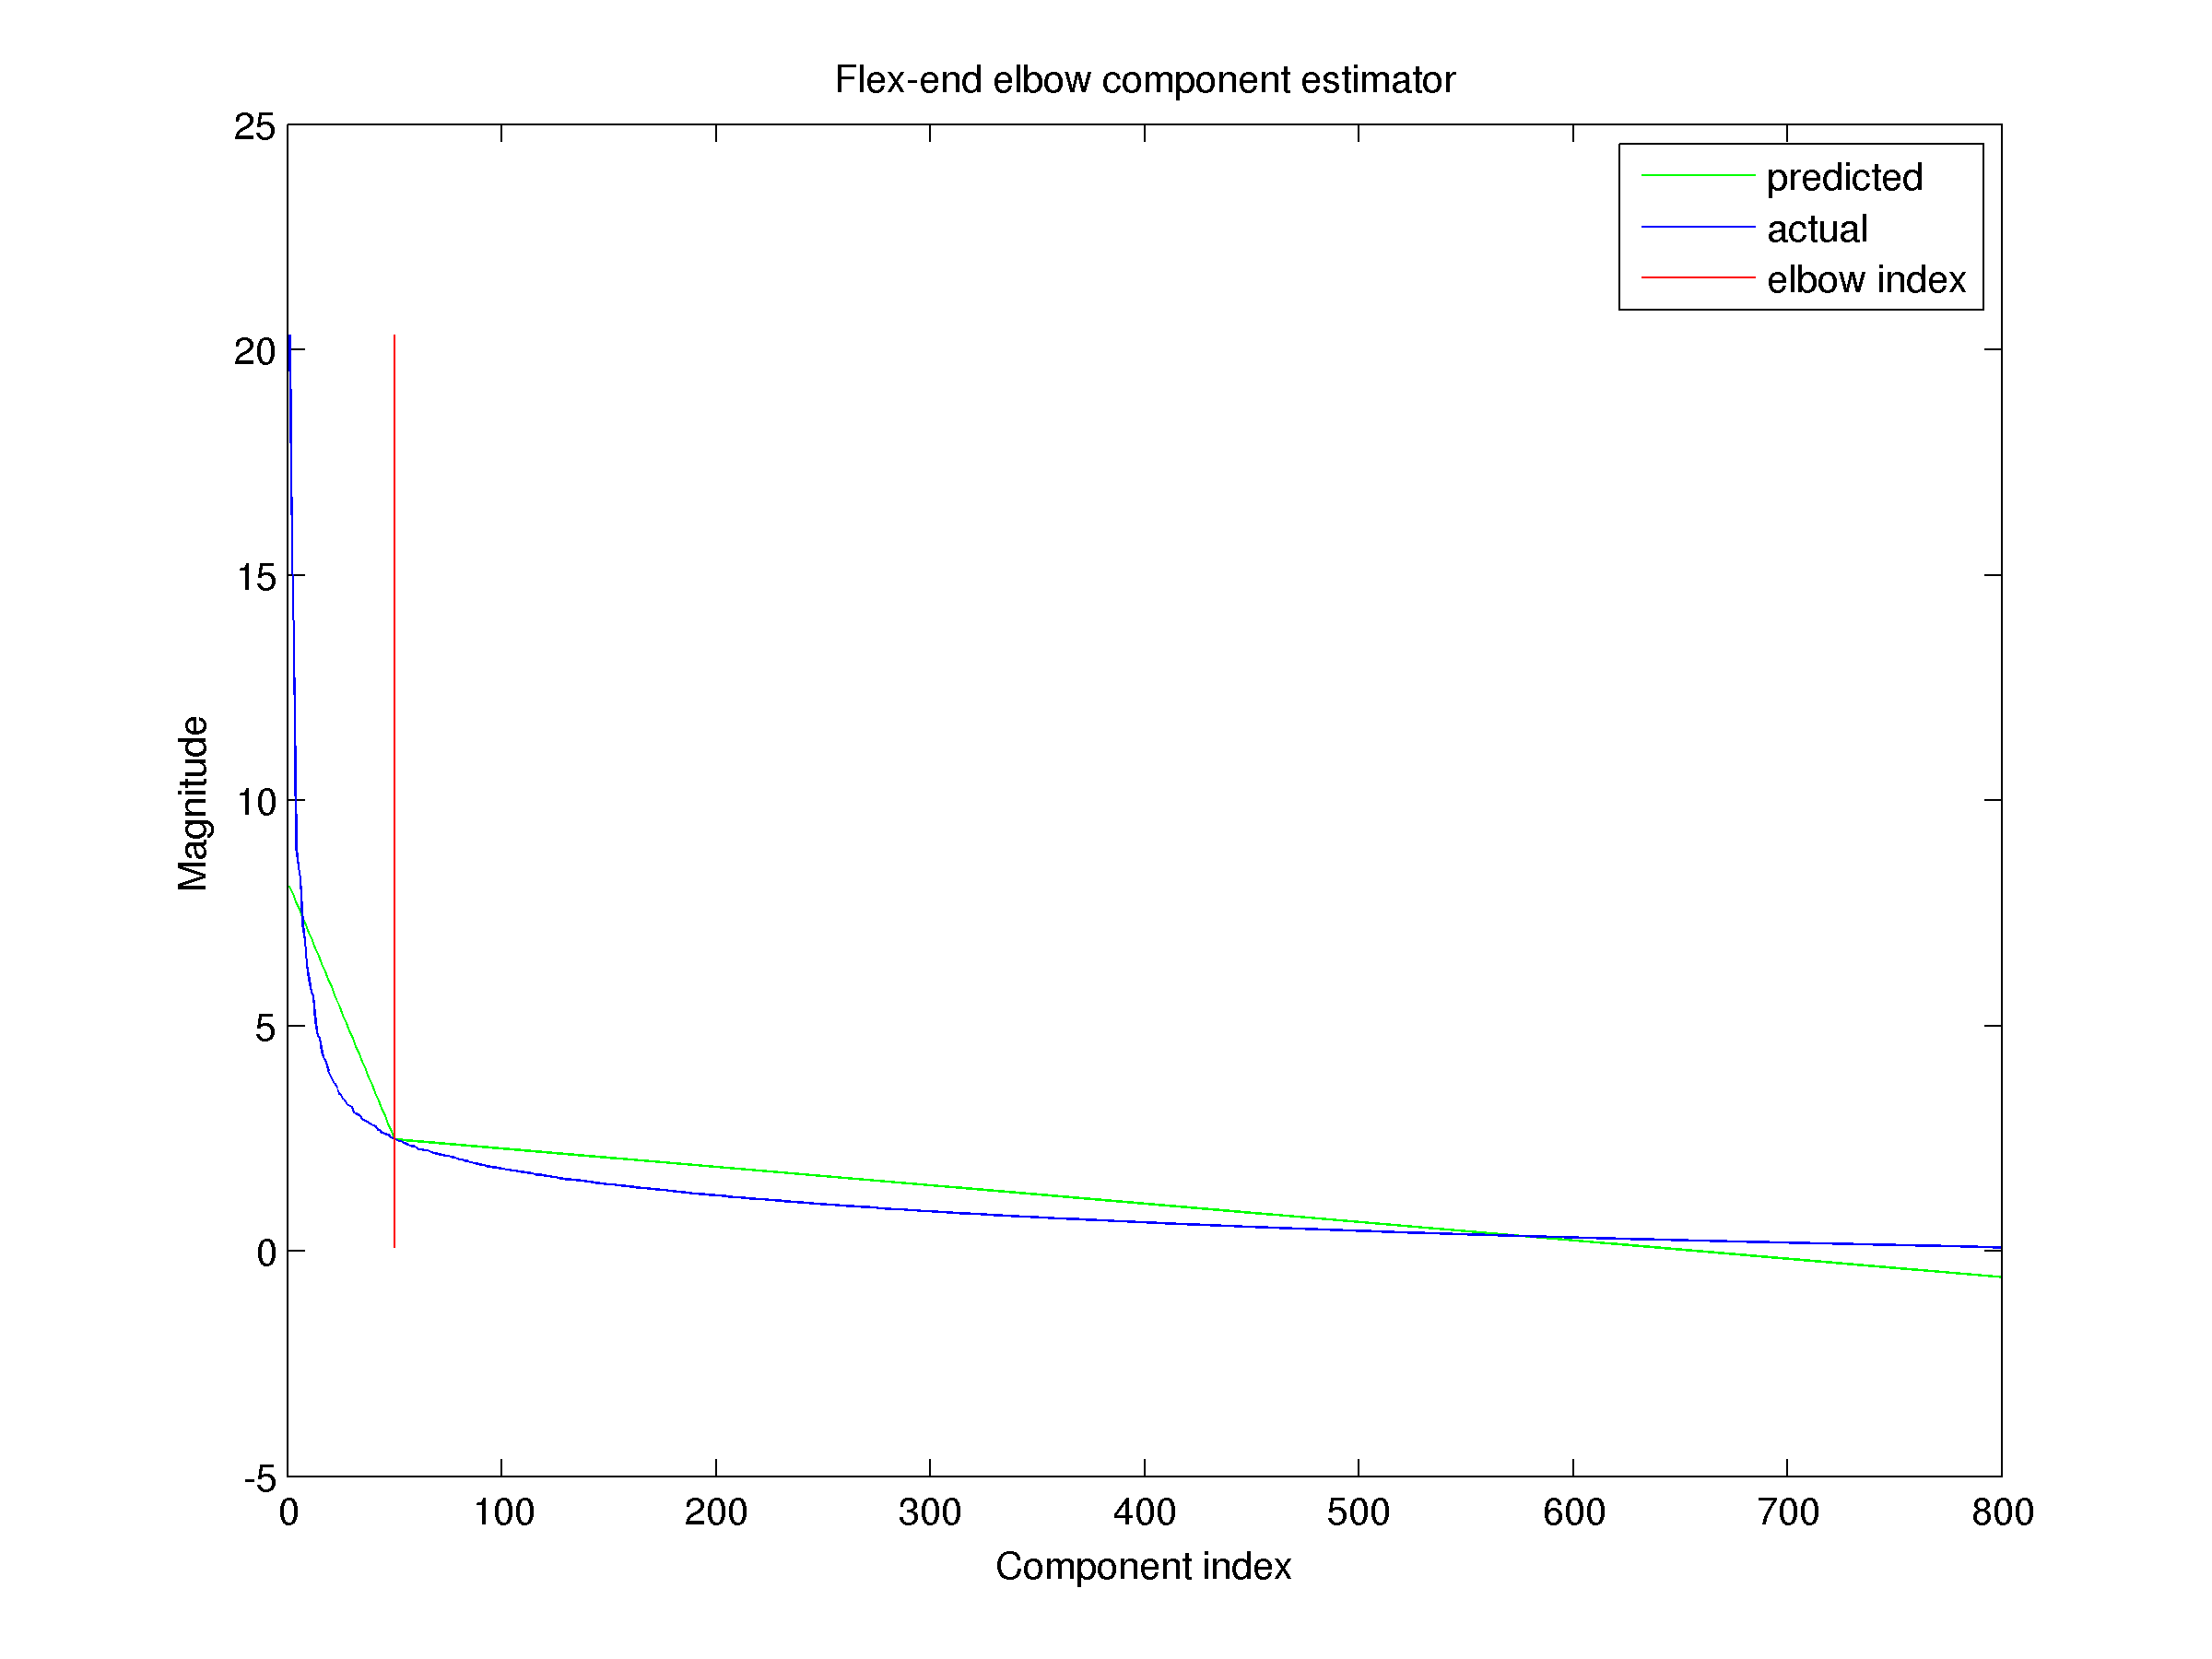 Flex-end elbow component estimator
25
20
15
10
5
0
-5
Magnitude
predicted
actual
elbow index
0 100 200 300 400 500 600 700 800
Component index